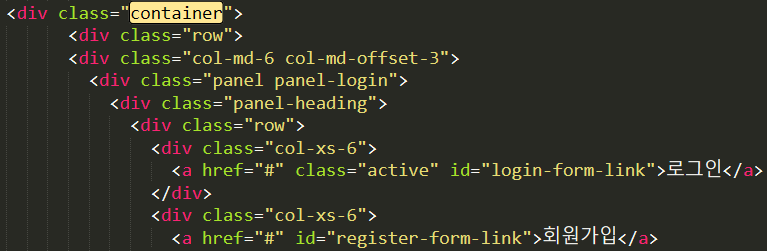 <div class="container">
<div class="row">
<div class="col-md-6 col-md-offset-3">
<div class="panel panel-login">
<div class="panel-heading">
<div class="row">
<div class="col-xs-6">
<a href="#" class="active" id="login-form-link">로그인</a>
</div>
<div class="col-xs-6">
<a href="#" id="register-form-link">회원가입</a>